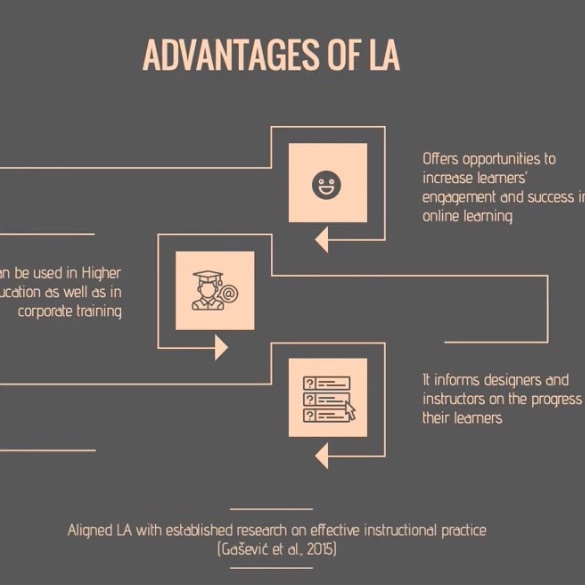 ADVANTAGES OF LA
Offers opportunities to
increase learners'
engagement and success
online learning
be used in Higher
as well as in
corporate training
It informs designers and
instructors on the progress
their learners
Aligned LA with established research on effective instructional practice
(Gašević et al., 2015)